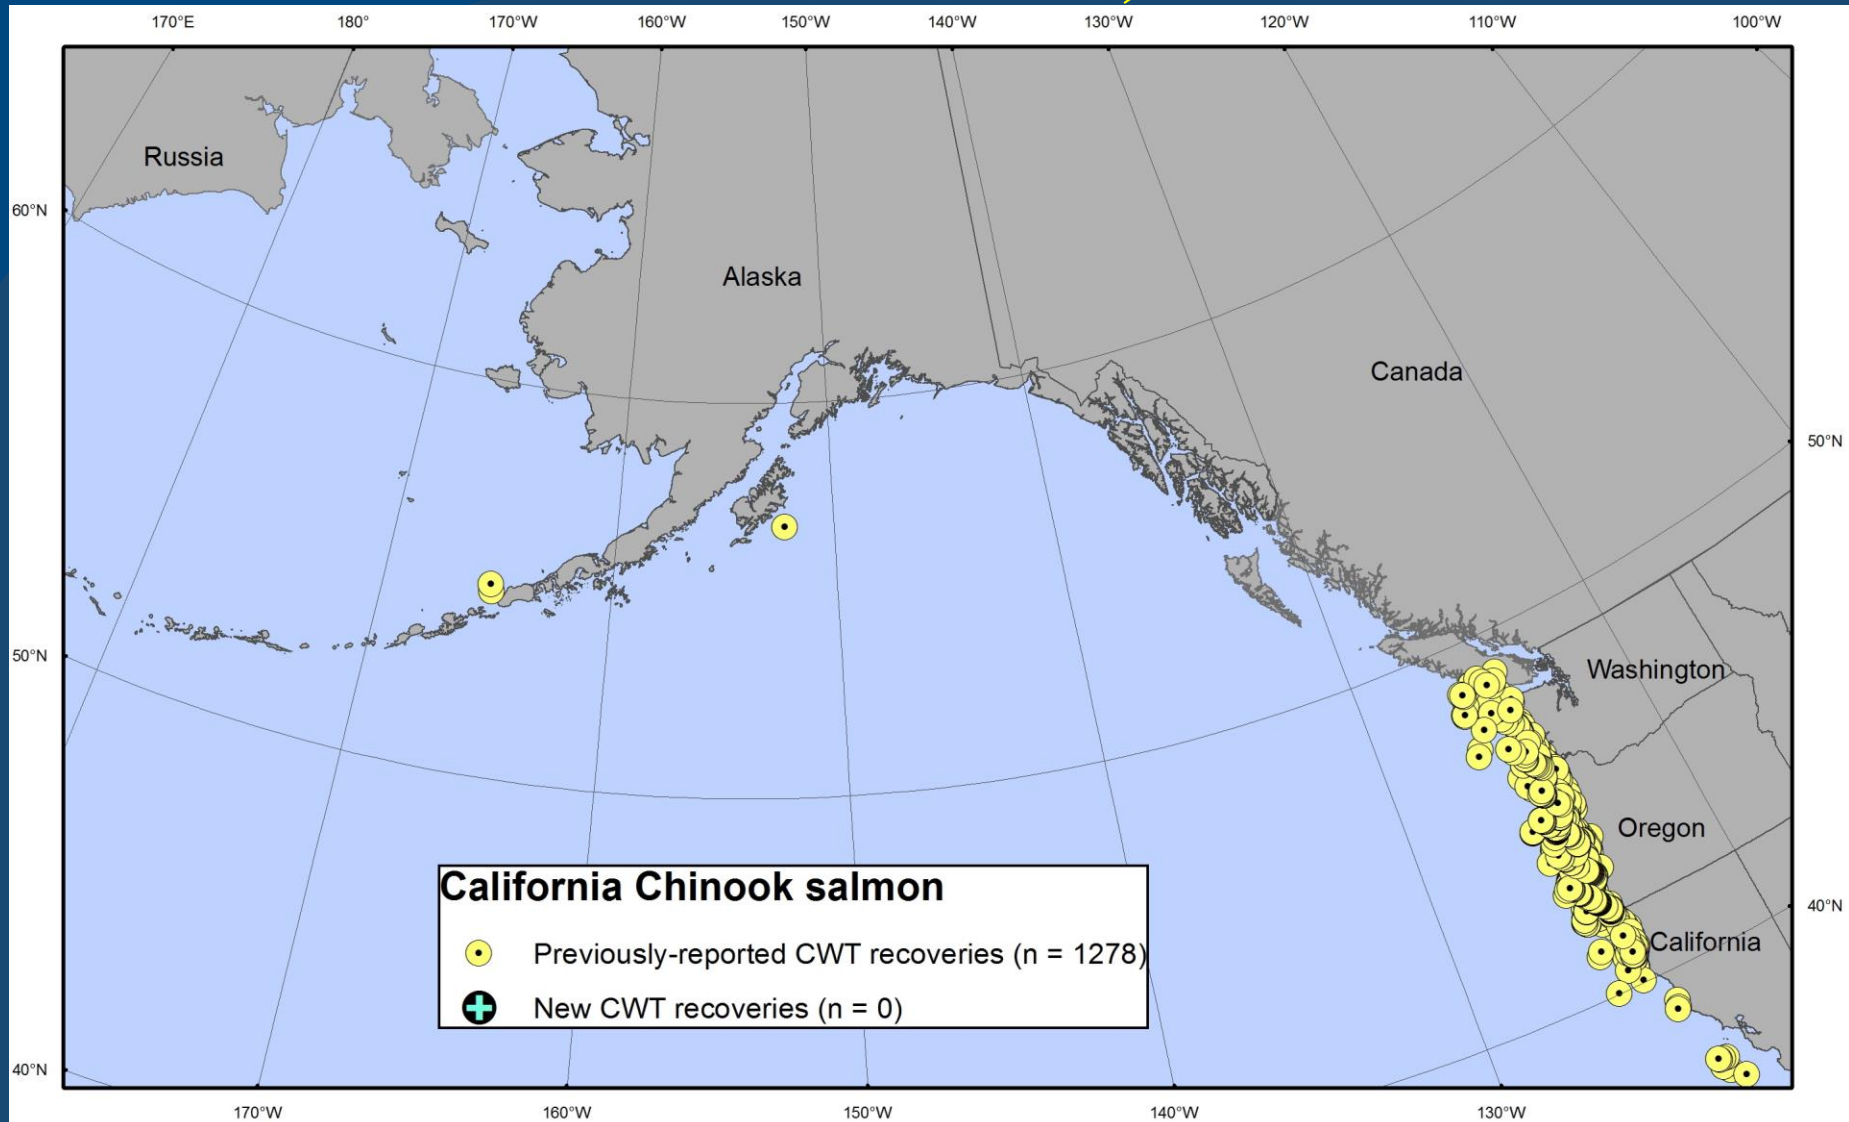 170°E 180° 170°W 160°W 150°W 140°W 130°W 120°W 110°W 100°W
Russia
60°N
Alaska
Canada
50°N
50°N
Washington
Oregon
California Chinook salmon
40°N
California
Previously-reported CWT recoveries (n = 1278)
New CWT recoveries (n = 0)
40°N
170°W 160°W 150°W 140°W 130°W